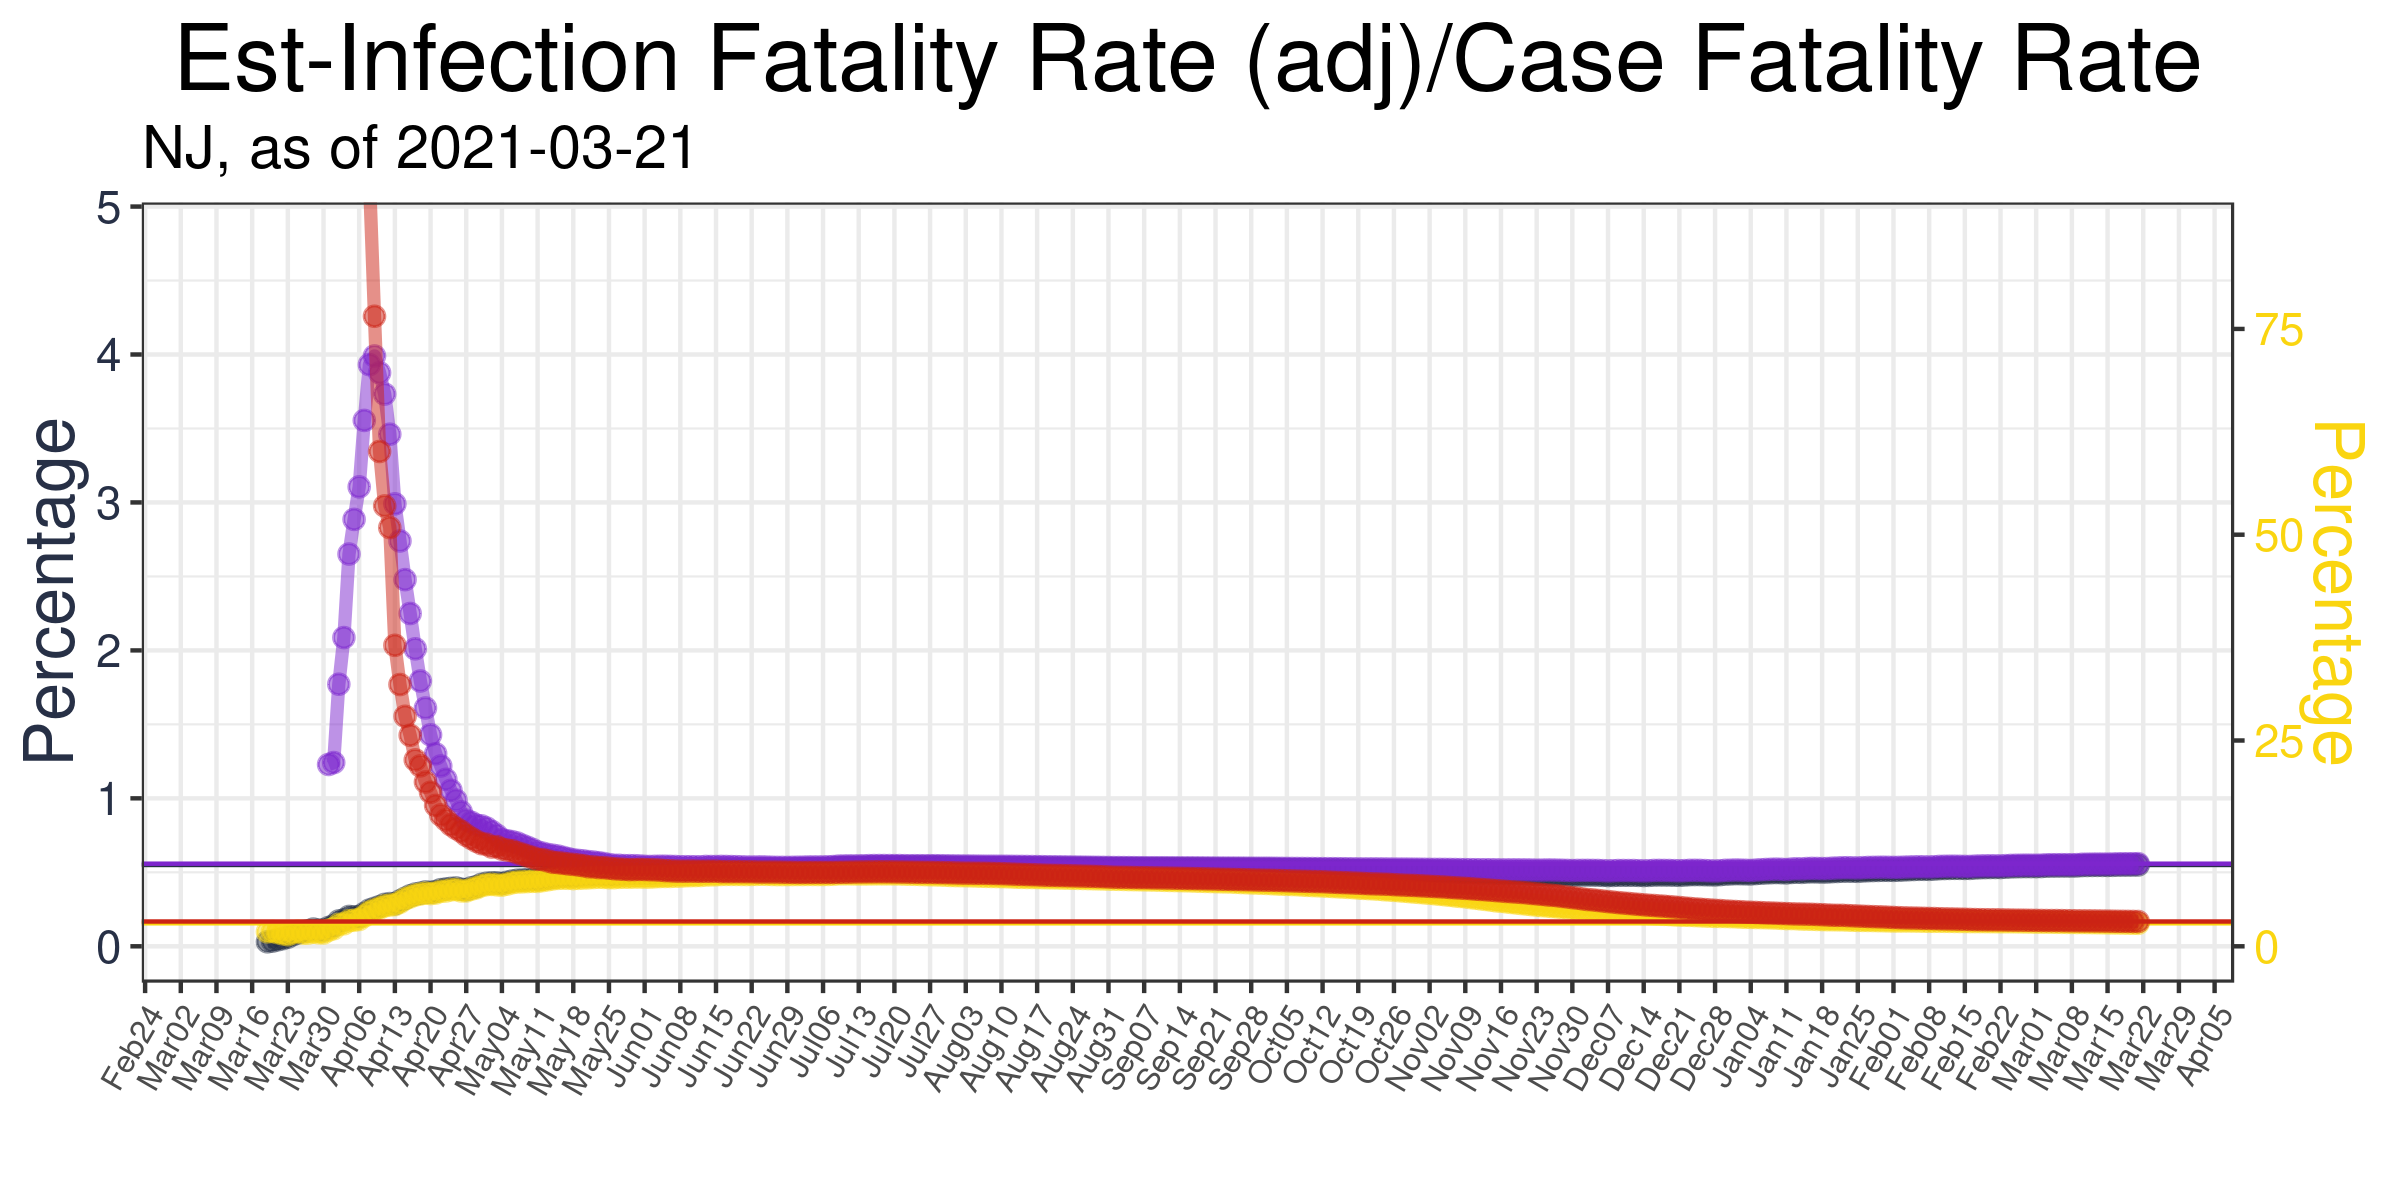 Est-Infection Fatality Rate (adj)/Case Fatality Rate
NJ, as of 2021-03-21
Percentage
5
4
3
2
1
0
75
50
25
0
Percentage
Feb24
Mar02
Mar09
Mar16
Mar23
Mar30
Apr06
Apr13
Apr20
Apr27
May04
May11
May18
May25
Jun01
Jun08
Jun15
Jun22
Jun29
Jul06
Jul13
Jul20
Jul27
Aug03
Aug10
Aug17
Aug24
Aug31
Sep07
Sep14
Sep21
Sep28
Oct05
Oct12
Oct19
Oct26
Nov02
Nov09
Nov16
Nov23
Nov30
Dec07
Dec14
Dec21
Dec28
Jan04
Jan11
Jan18
Jan25
Feb01
Feb08
Feb15
Feb22
Mar01
Mar08
Mar15
Mar22
Mar29
Apr05